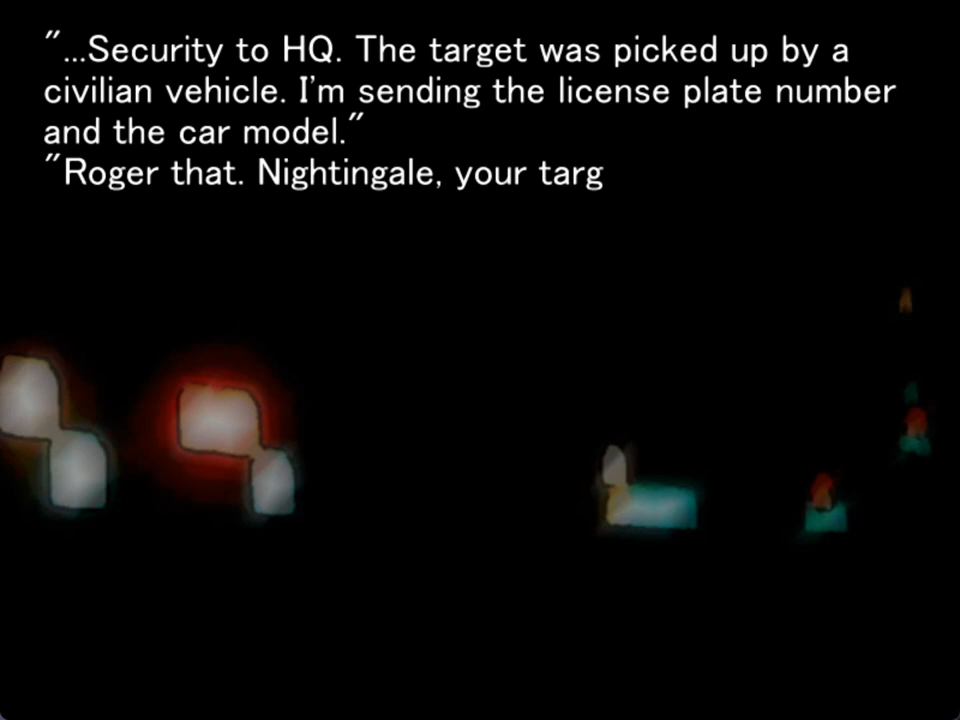 "...Security to HQ. The target was picked up by a
civilian vehicle. I'm sending the license plate number
and the car model."
"Roger that. Nightingale, your targ